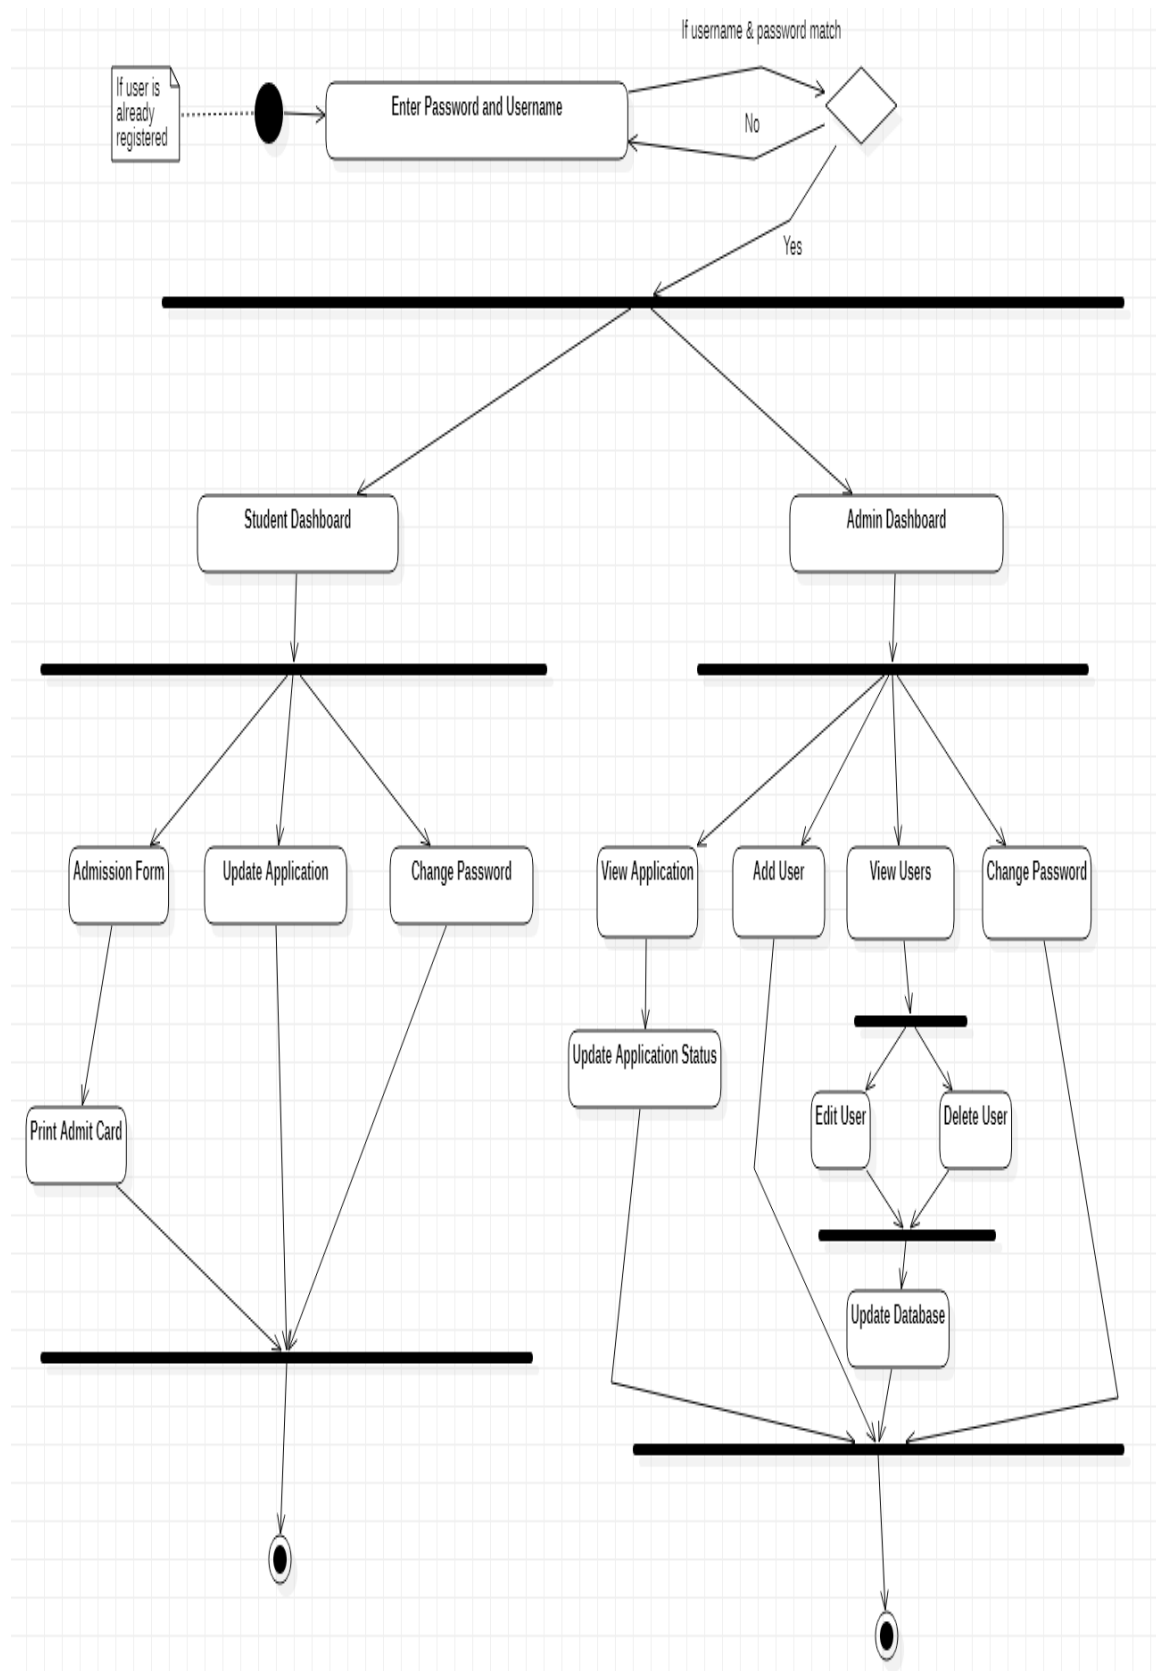 If username & password match
If user is
already
registered
Enter Password and Username
No
Yes
Student Dashboard
Admin Dashboard
Admission Form
Update Application
Change Password
View Application
Add User
View Users
Change Password
Update Application Status
Edit User
Delete User
Print Admit Card
Update Database